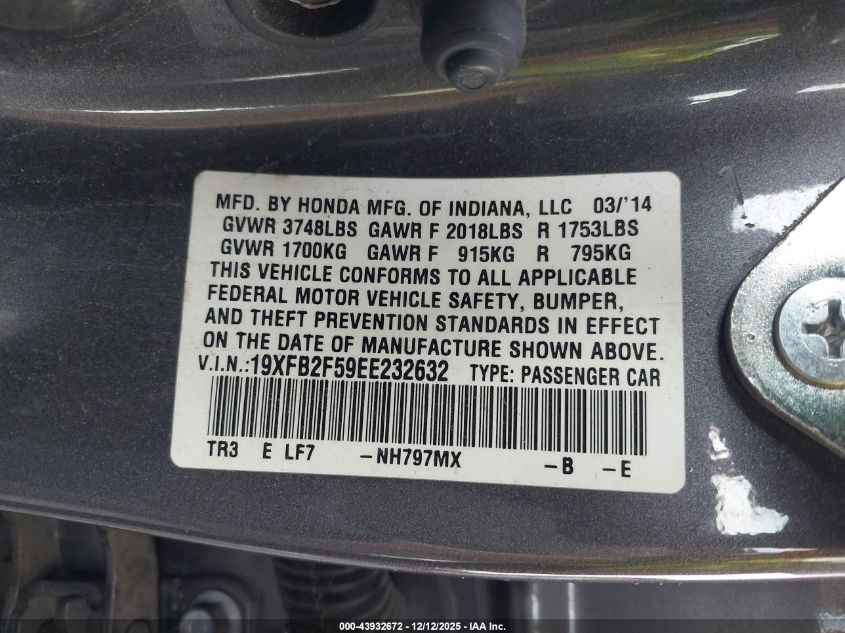 MFD. BY HONDA MFG. OF INDIANA, LLC 03/'14
GVWR 3748LBS GAWR F 2018LBS R 1753LBS
GVWR 1700KG GAWR F 915KG R 795KG
THIS VEHICLE CONFORMS TO ALL APPLICABLE
FEDERAL MOTOR VEHICLE SAFETY, BUMPER,
AND THEFT PREVENTION STANDARDS IN EFFECT
ON THE DATE OF MANUFACTURE SHOWN ABOVE.
V.I.N.:19XFB2F59EE232632 TYPE: PASSENGER CAR
TR3 E LF7 -NH797MX -B -E
000-43932672 - 12/12/2025 - IAA Inc.